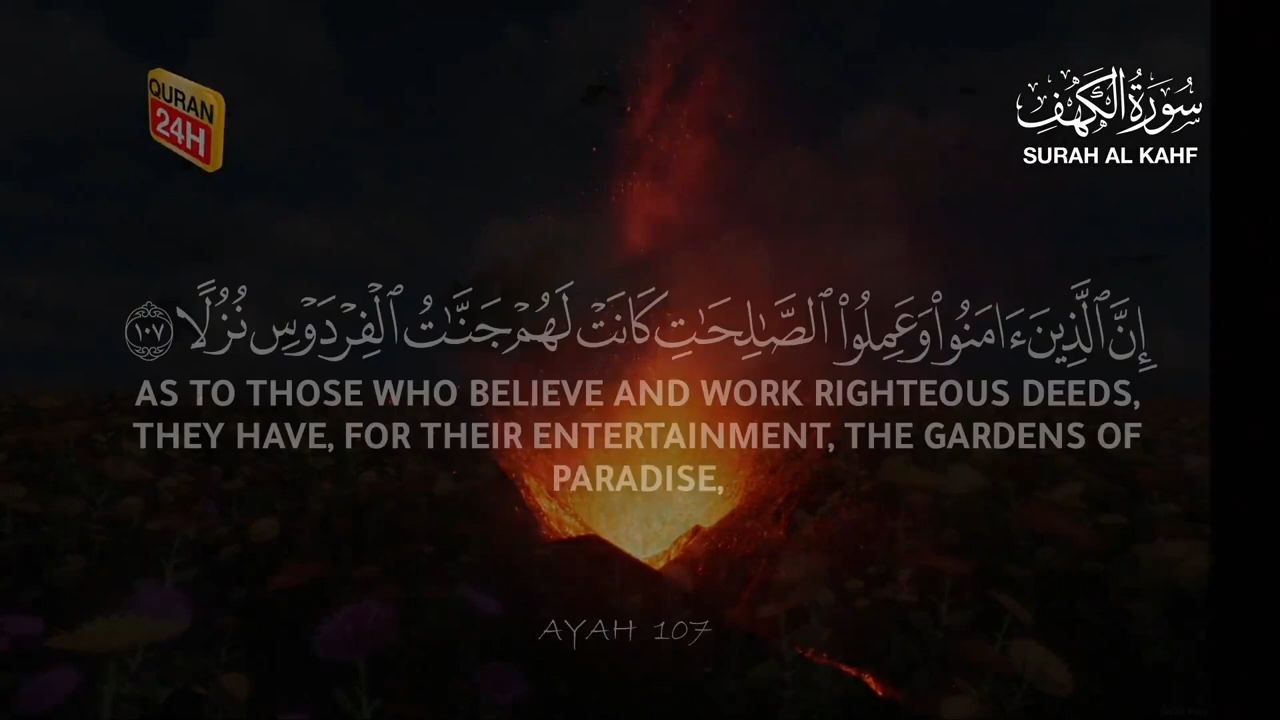 QURAN
24H
سُورَةُ الكَهْفِ
SURAH AL KAHF
إِنَّ ٱلَّذِينَ ءَامَنُوا۟ وَعَمِلُوا۟ ٱلصَّـٰلِحَـٰتِ كَانَتْ لَهُمْ جَنَّـٰتُ ٱلْفِرْدَوْسِ نُزُلًا ١٠٧
AS TO THOSE WHO BELIEVE AND WORK RIGHTEOUS DEEDS,
THEY HAVE, FOR THEIR ENTERTAINMENT, THE GARDENS OF
PARADISE,
AYAH 107